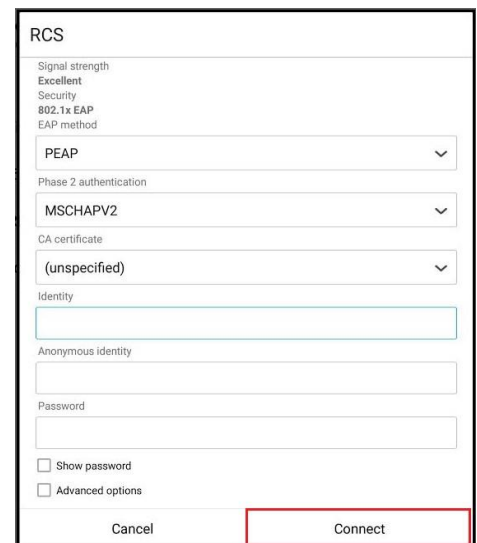 RCS
Signal strength
Excellent
Security
802.1x EAP
EAP method
PEAP
Phase 2 authentication
MSCHAPV2
CA certificate
(unspecified)
Identity
Anonymous identity
Password
Show password
Advanced options
Cancel Connect